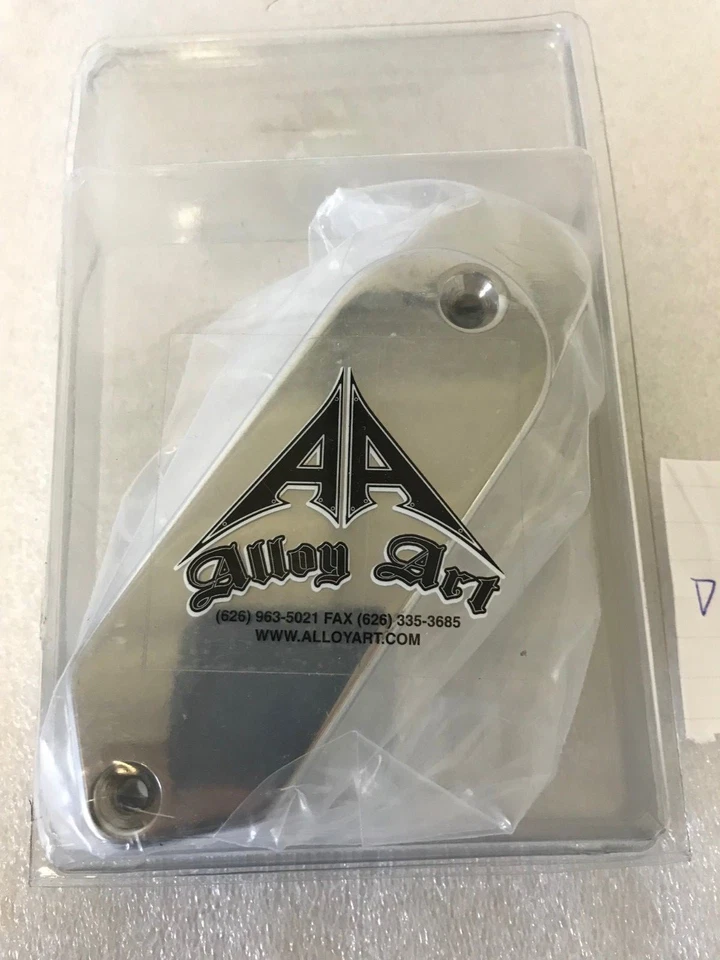 AA
Alloy Art
(626) 963-5021 FAX (626) 335-3685
WWW.ALLOYART.COM
D